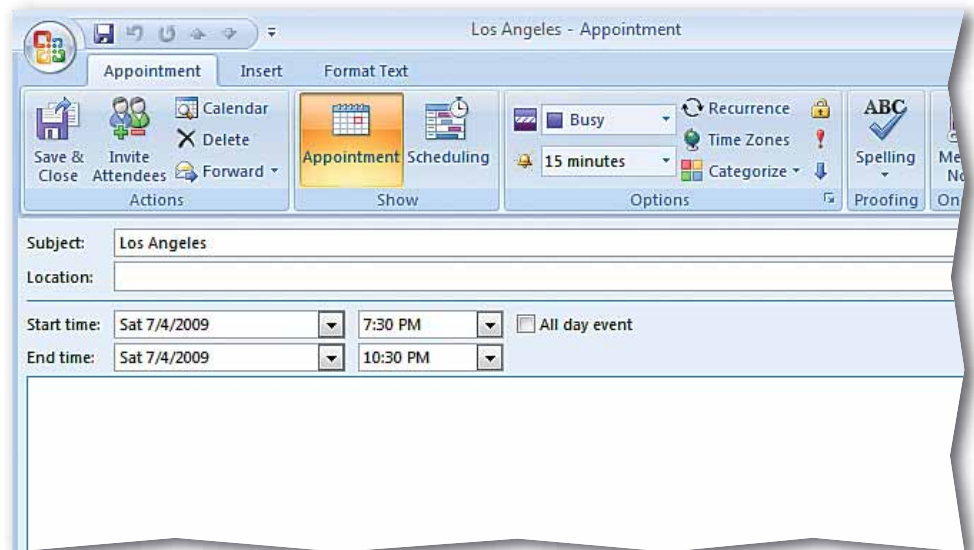 Los Angeles - Appointment
Appointment Insert Format Text
Save & Close
Invite Attendees
Calendar
Delete
Forward
Actions
Appointment
Scheduling
Show
Busy
15 minutes
Recurrence
Time Zones
Categorize
Options
ABC
Spelling
Proofing
Subject: Los Angeles
Location:
Start time: Sat 7/4/2009 7:30 PM All day event
End time: Sat 7/4/2009 10:30 PM